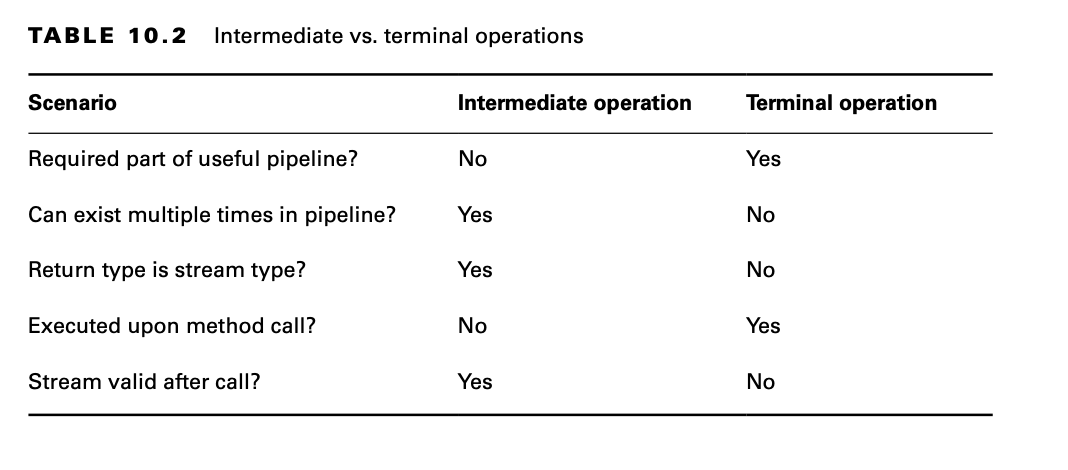 TABLE 10.2 Intermediate vs. terminal operations
Scenario Intermediate operation Terminal operation
Required part of useful pipeline? No Yes
Can exist multiple times in pipeline? Yes No
Return type is stream type? Yes No
Executed upon method call? No Yes
Stream valid after call? Yes No